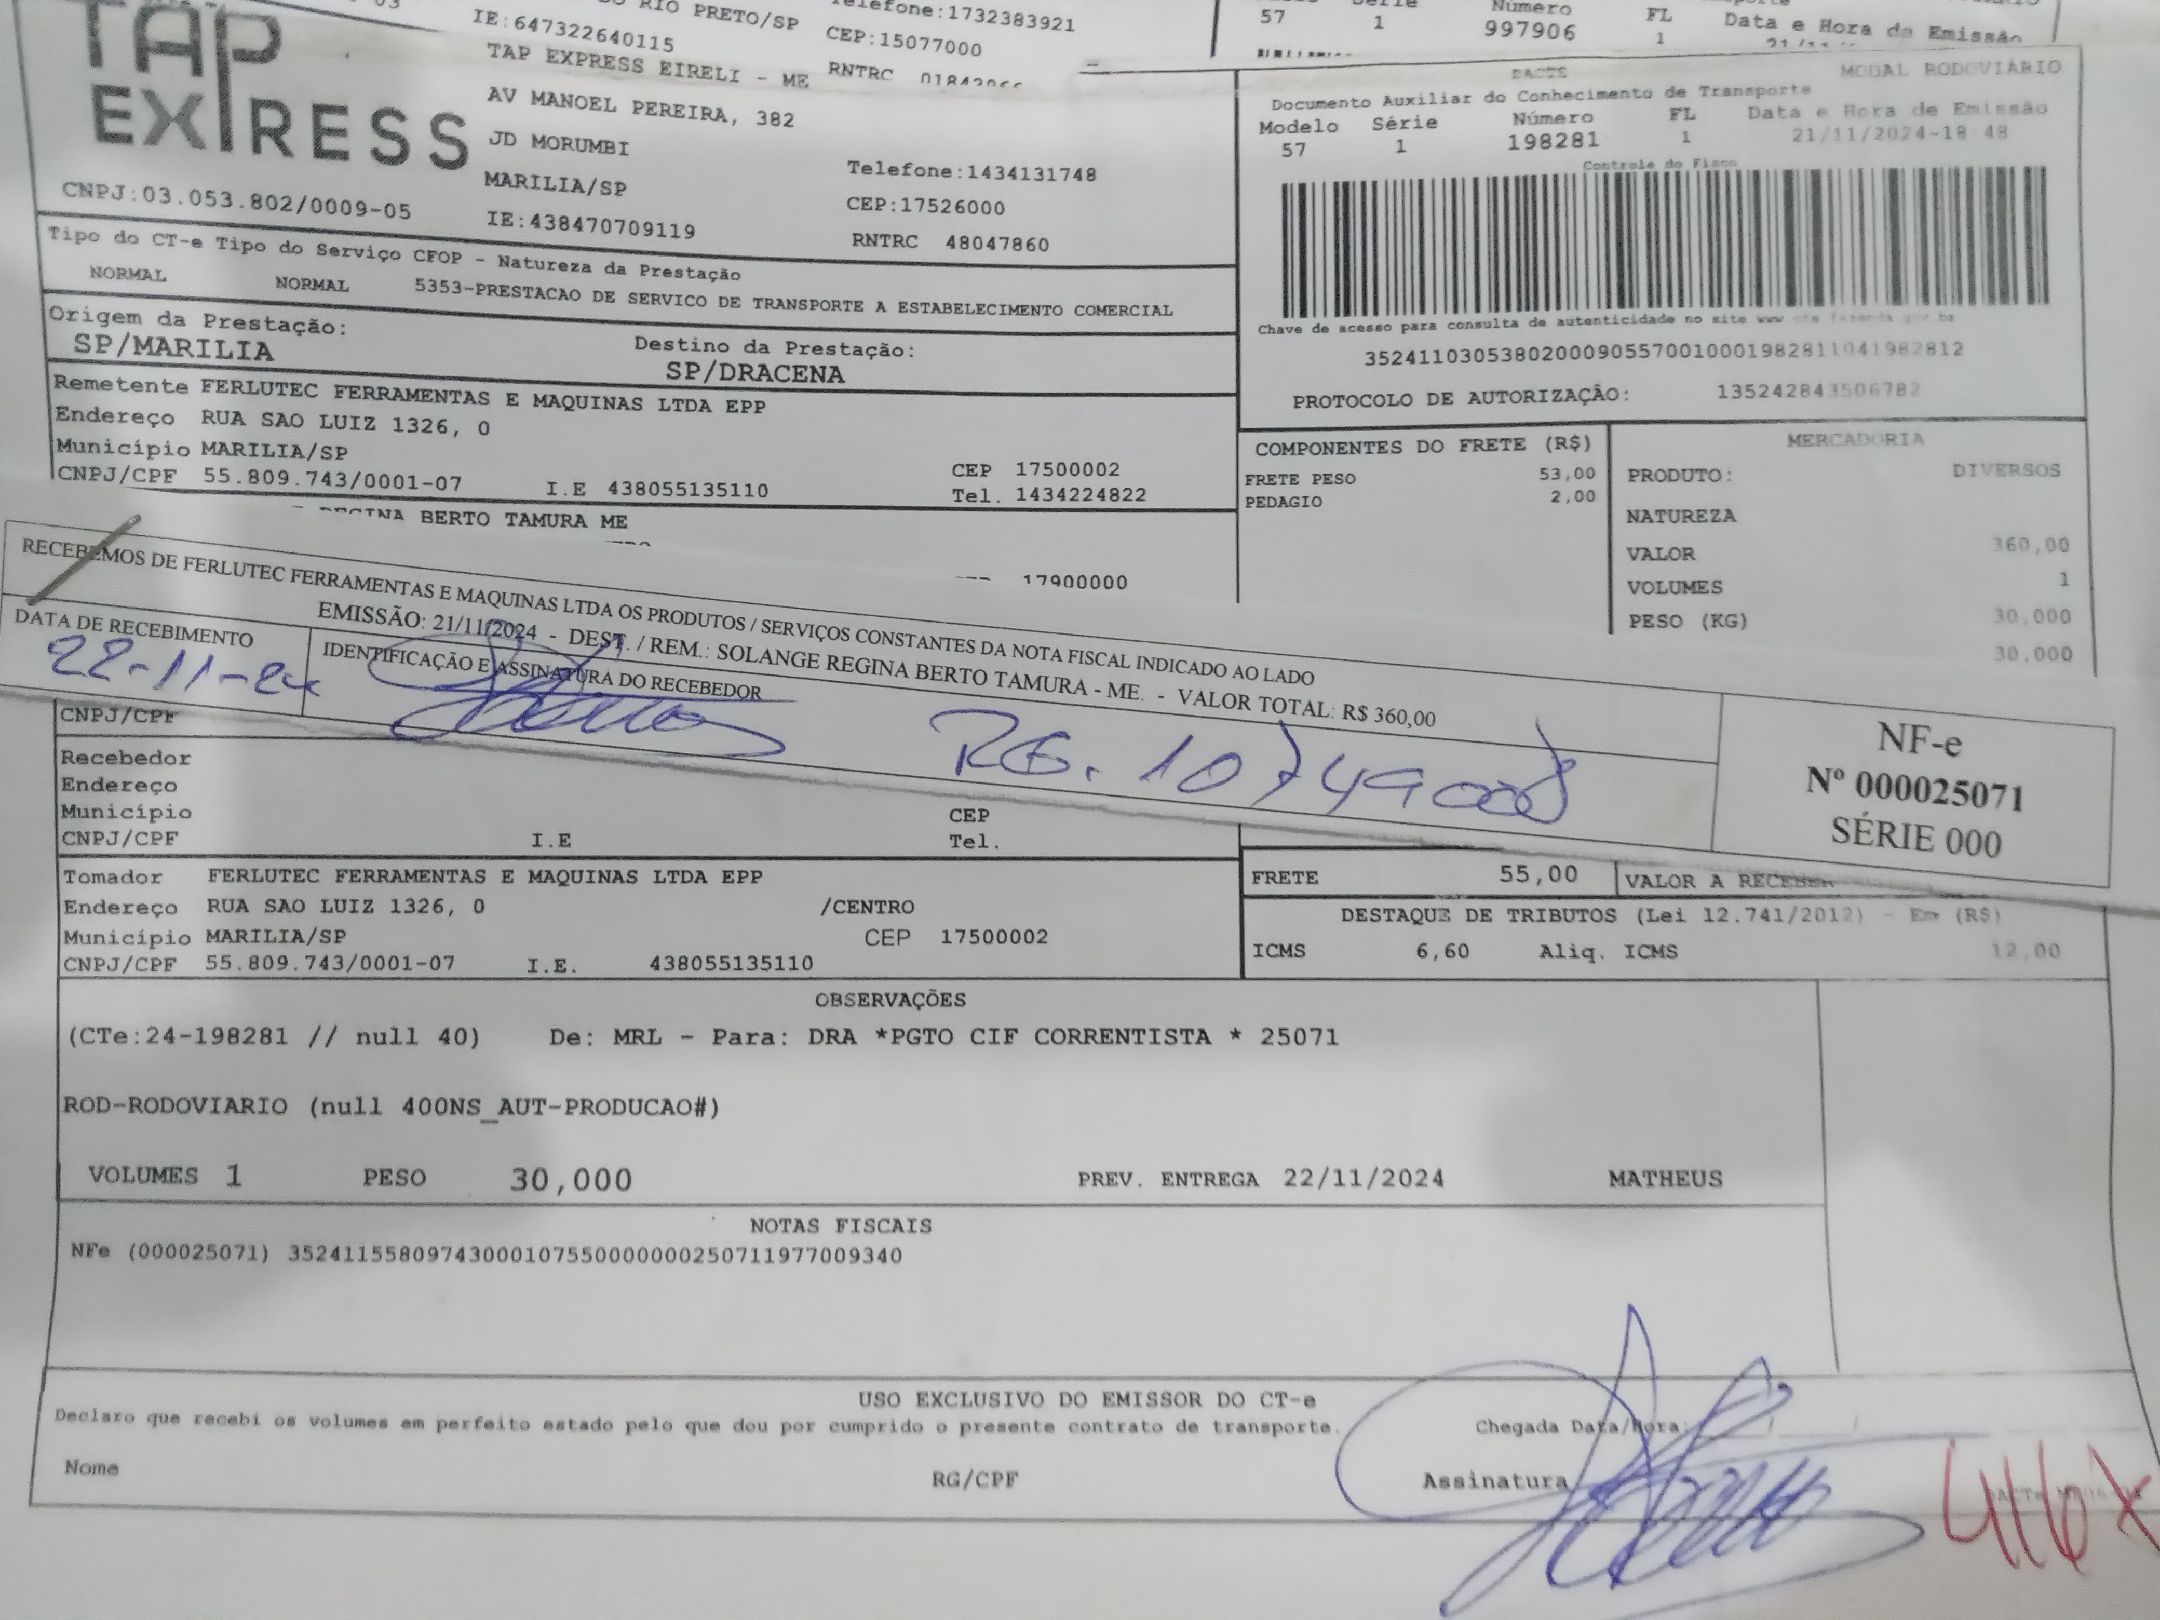 RIO PRETO/SP
Telefone:1732383921
IE:647322640115
CEP:15077000
57 1 Número 997906 FL 1 Data e Hora da Emissão
TAP EXPRESS
TAP EXPRESS EIRELI - ME
RNTRC
AV MANOEL PEREIRA, 382
JD MORUMBI
Telefone:1434131748
MARILIA/SP
CEP:17526000
CNPJ:03.053.802/0009-05
IE:438470709119
RNTRC 48047860
DACTE
MODAL RODOVIÁRIO
Documento Auxiliar do Conhecimento de Transporte
Modelo Série Número FL Data e Hora de Emissão
57 1 198281 1 21/11/2024-18:48
Controle do Fisco
Chave de acesso para consulta de autenticidade no site www cte fazenda gov br
35241103053802000905570010001982811041982812
PROTOCOLO DE AUTORIZAÇÃO: 135242843506782
Tipo do CT-e Tipo do Serviço CFOP - Natureza da Prestação
NORMAL NORMAL 5353-PRESTACAO DE SERVICO DE TRANSPORTE A ESTABELECIMENTO COMERCIAL
Origem da Prestação: Destino da Prestação:
SP/MARILIA SP/DRACENA
Remetente FERLUTEC FERRAMENTAS E MAQUINAS LTDA EPP
Endereço RUA SAO LUIZ 1326, 0
Município MARILIA/SP CEP 17500002
CNPJ/CPF 55.809.743/0001-07 I.E 438055135110 Tel. 1434224822
COMPONENTES DO FRETE (R$)
FRETE PESO 53,00
PEDAGIO 2,00
MERCADORIA
PRODUTO: DIVERSOS
NATUREZA
VALOR 360,00
VOLUMES 1
PESO (KG) 30,000
30,000
REGINA BERTO TAMURA ME
17900000
RECEBEMOS DE FERLUTEC FERRAMENTAS E MAQUINAS LTDA OS PRODUTOS / SERVIÇOS CONSTANTES DA NOTA FISCAL INDICADO AO LADO
EMISSÃO: 21/11/2024 - DEST. / REM.: SOLANGE REGINA BERTO TAMURA - ME. - VALOR TOTAL: R$ 360,00
DATA DE RECEBIMENTO
22-11-24
IDENTIFICAÇÃO E ASSINATURA DO RECEBEDOR
RG. 10749008
NF-e
Nº 000025071
SÉRIE 000
CNPJ/CPF
Recebedor
Endereço
Município CEP
CNPJ/CPF I.E Tel.
Tomador FERLUTEC FERRAMENTAS E MAQUINAS LTDA EPP
Endereço RUA SAO LUIZ 1326, 0 /CENTRO
Município MARILIA/SP CEP 17500002
CNPJ/CPF 55.809.743/0001-07 I.E. 438055135110
FRETE 55,00 VALOR A RECEBER
DESTAQUE DE TRIBUTOS (Lei 12.741/2012) - Em (R$)
ICMS 6,60 Aliq. ICMS 12,00
OBSERVAÇÕES
(CTe:24-198281 // null 40) De: MRL - Para: DRA *PGTO CIF CORRENTISTA * 25071
ROD-RODOVIARIO (null 400NS_AUT-PRODUCAO#)
VOLUMES 1 PESO 30,000 PREV. ENTREGA 22/11/2024 MATHEUS
NOTAS FISCAIS
NFe (000025071) 35241155809743000107550000000250711977009340
USO EXCLUSIVO DO EMISSOR DO CT-e
Declaro que recebi os volumes em perfeito estado pelo que dou por cumprido o presente contrato de transporte.
Chegada Data/Hora: / /
Nome RG/CPF Assinatura